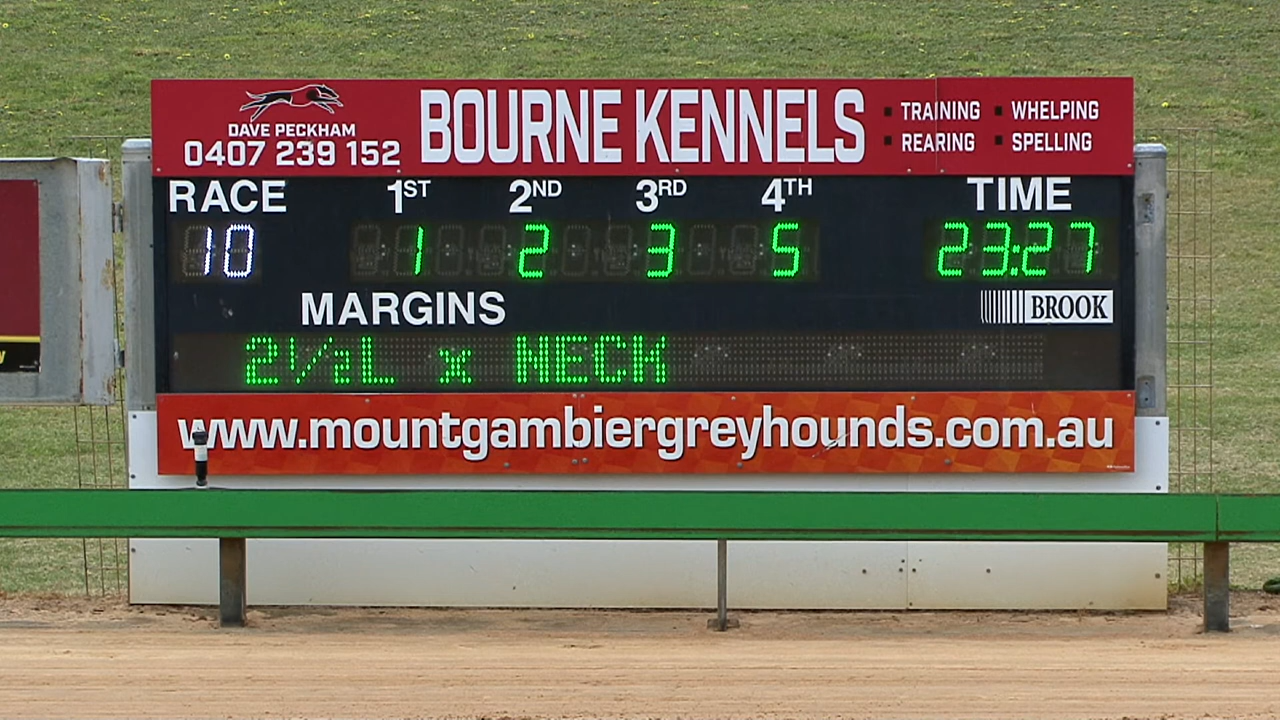 BOURNE KENNELS
DAVE PECKHAM
0407 239 152
TRAINING WHELPING
REARING SPELLING
RACE 1ST 2ND 3RD 4TH TIME
10 1 2 3 5 23:27
MARGINS BROOK
2½L x NECK
www.mountgambiergreyhounds.com.au